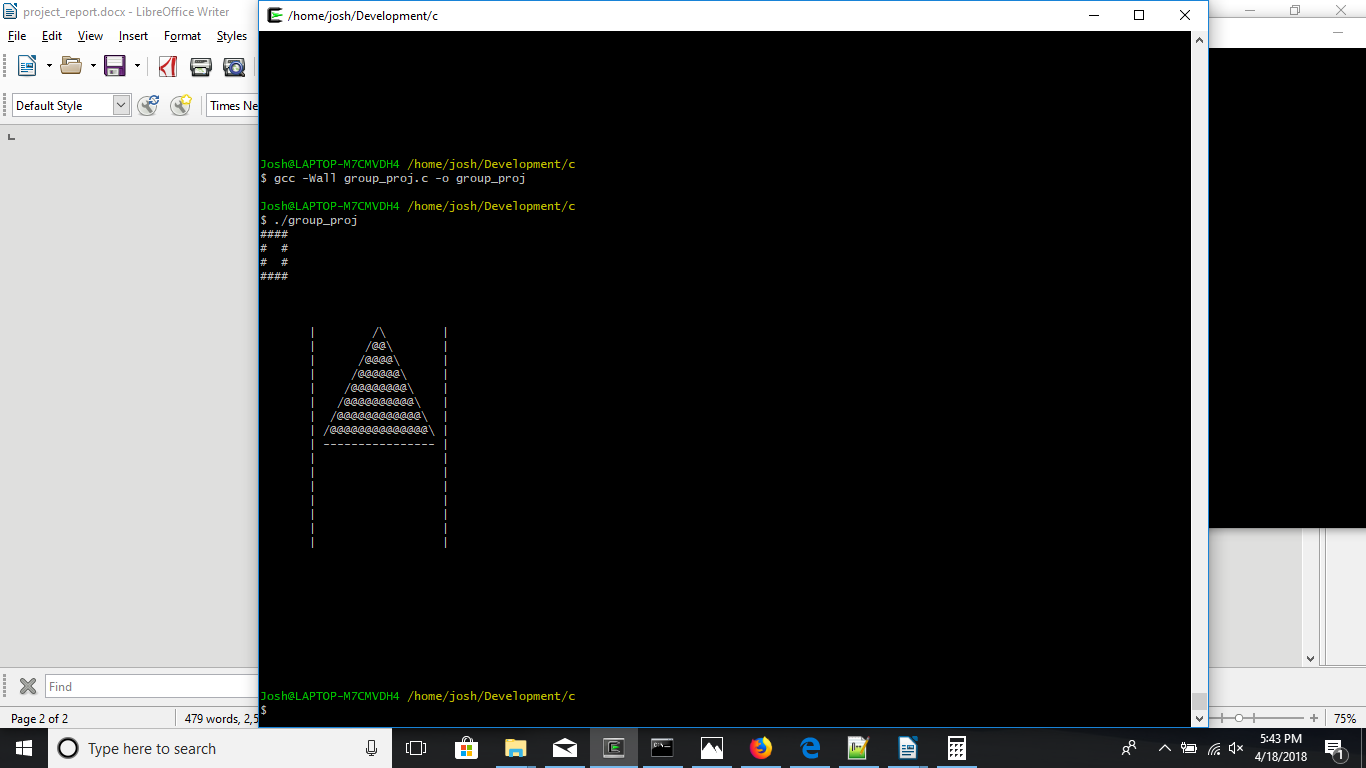 project_report.docx - LibreOffice Writer
/home/josh/Development/c
File Edit View Insert Format Styles
Default Style
Times Ne
Josh@LAPTOP-M7CMVDH4 /home/josh/Development/c
$ gcc -Wall group_proj.c -o group_proj
Josh@LAPTOP-M7CMVDH4 /home/josh/Development/c
$ ./group_proj
####
#  #
#  #
####
|        /\        |
|       /@@\       |
|      /@@@@\      |
|     /@@@@@@\     |
|    /@@@@@@@@\    |
|   /@@@@@@@@@@\   |
|  /@@@@@@@@@@@@\  |
| /@@@@@@@@@@@@@@\ |
| ---------------- |
|                  |
|                  |
|                  |
|                  |
|                  |
|                  |
|                  |
Josh@LAPTOP-M7CMVDH4 /home/josh/Development/c
$
Find
Page 2 of 2
479 words, 2,5
75%
Type here to search
5:43 PM
4/18/2018
1